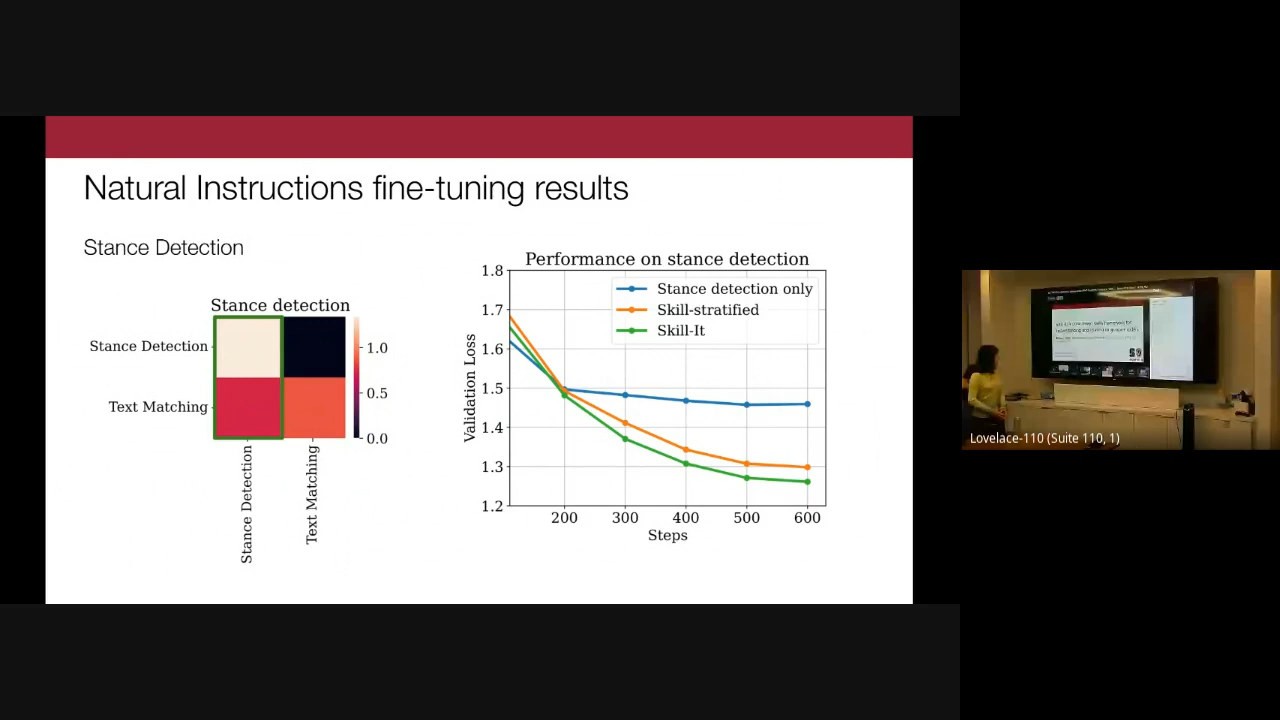 Natural Instructions fine-tuning results
Stance Detection
Stance detection
Stance Detection
Text Matching
1.0
0.5
0.0
Stance Detection
Text Matching
Performance on stance detection
Stance detection only
Skill-stratified
Skill-It
Validation Loss
1.8
1.7
1.6
1.5
1.4
1.3
1.2
200 300 400 500 600
Steps
Lovelace-110 (Suite 110, 1)